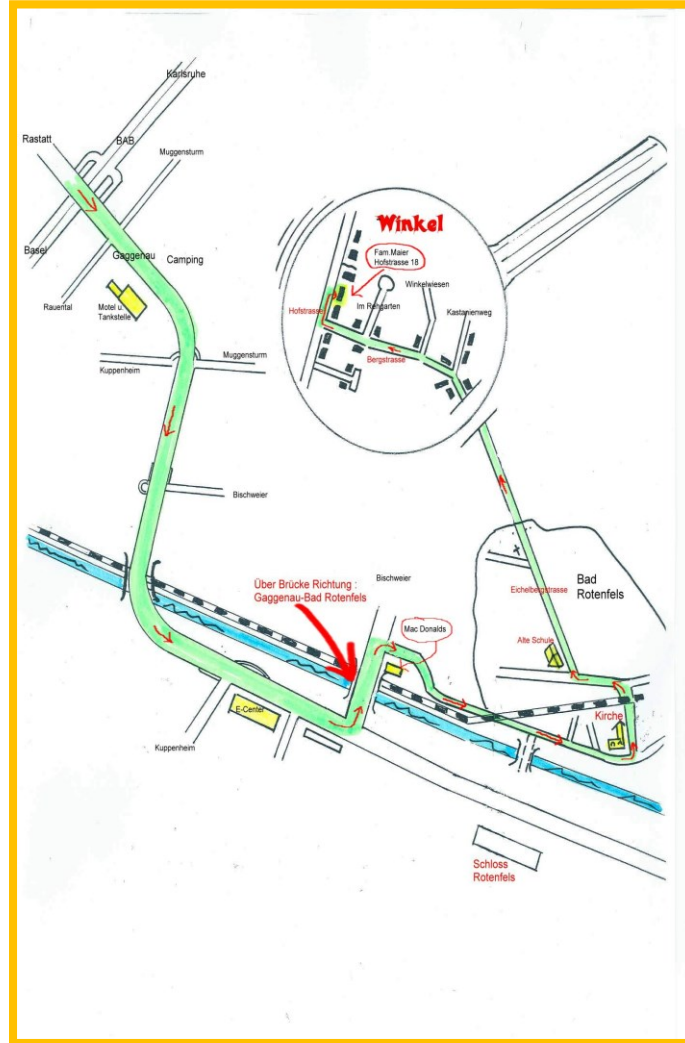 Karlsruhe
Rastatt
BAB
Muggensturm
Basel
Gaggenau
Camping
Rauental
Motel u.
Tankstelle
Kuppenheim
Muggensturm
Bischweier
Winkel
Fam.Maier
Hofstrasse 18
Hofstrasse
Im Rehgarten
Winkelwiesen
Kastanienweg
Bergstrasse
Über Brücke Richtung :
Gaggenau-Bad Rotenfels
Bischweier
Mac Donalds
Eichelbergstrasse
Bad
Rotenfels
Alte Schule
Kirche
E-Center
Kuppenheim
Schloss
Rotenfels